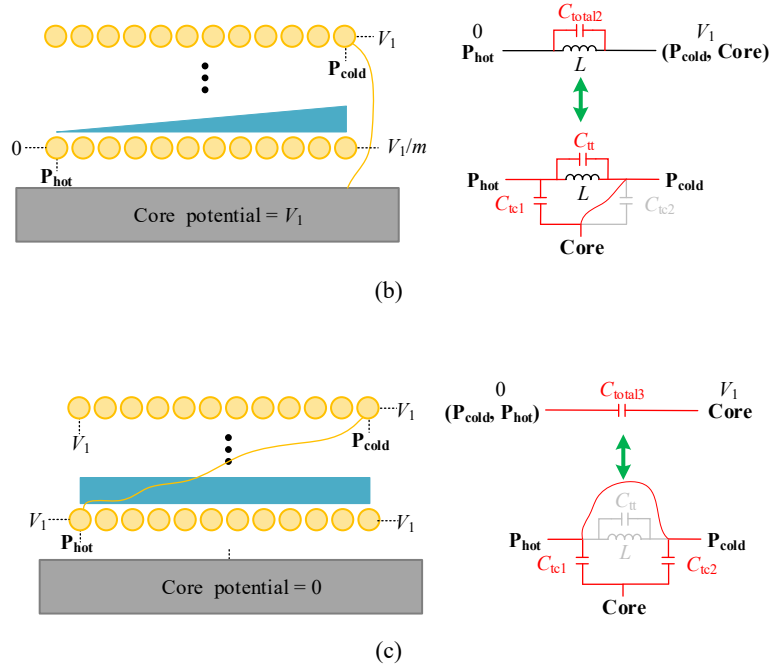 V1
Pcold
0
V1/m
Phot
Core potential = V1
0
Ctotal2
V1
Phot
L
(Pcold, Core)
Ctt
Phot
L
Pcold
Ctc1
Ctc2
Core
(b)
V1
V1
Pcold
V1
V1
Phot
Core potential = 0
0
Ctotal3
V1
(Pcold, Phot)
Core
Ctt
Phot
L
Pcold
Ctc1
Ctc2
Core
(c)